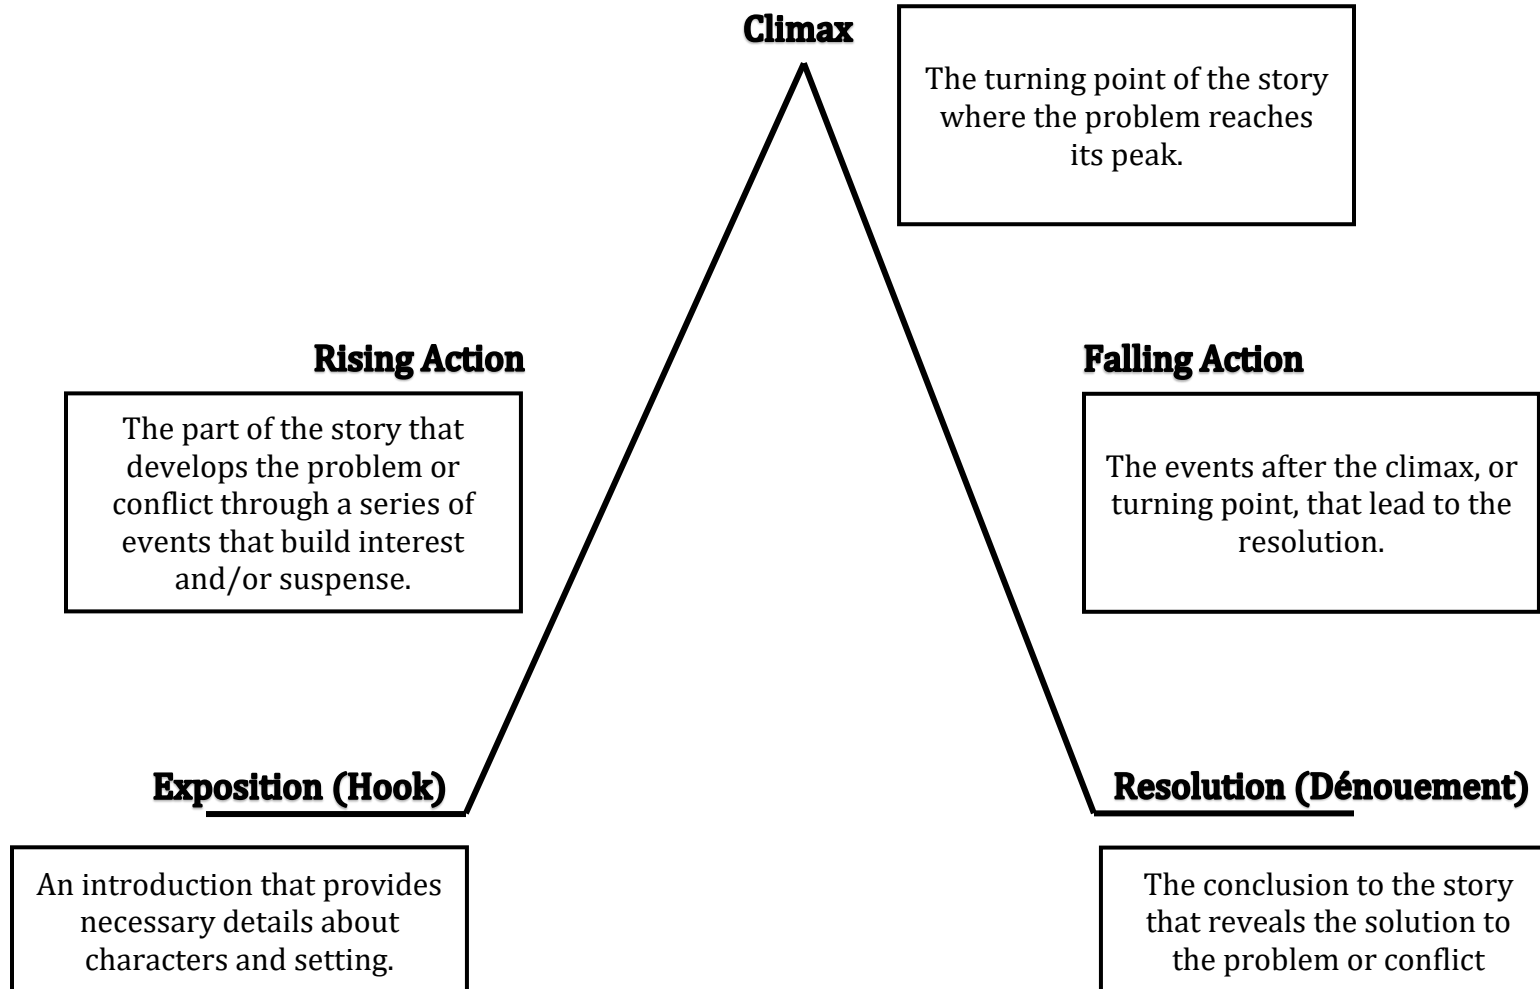 Climax
The turning point of the story
where the problem reaches
its peak.
Rising Action
The part of the story that
develops the problem or
conflict through a series of
events that build interest
and/or suspense.
Falling Action
The events after the climax, or
turning point, that lead to the
resolution.
Exposition (Hook)
An introduction that provides
necessary details about
characters and setting.
Resolution (Dénouement)
The conclusion to the story
that reveals the solution to
the problem or conflict